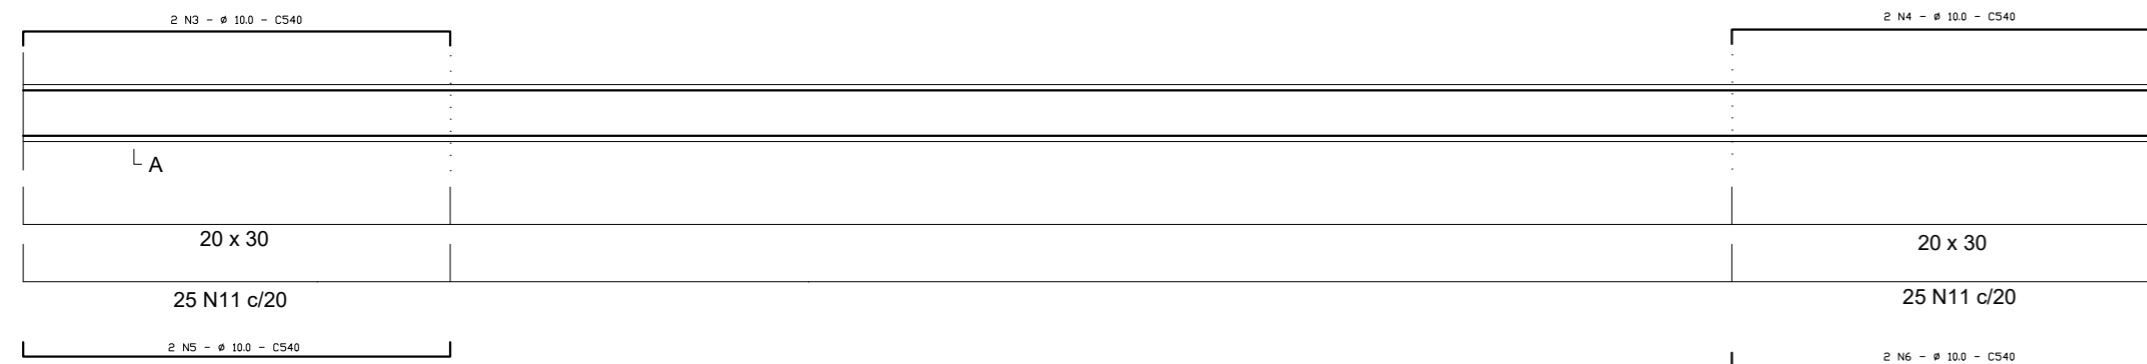 2 N3 - ø 10.0 - C540
2 N4 - ø 10.0 - C540
A
20 x 30
20 x 30
25 N11 c/20
25 N11 c/20
2 N5 - ø 10.0 - C540
2 N6 - ø 10.0 - C540